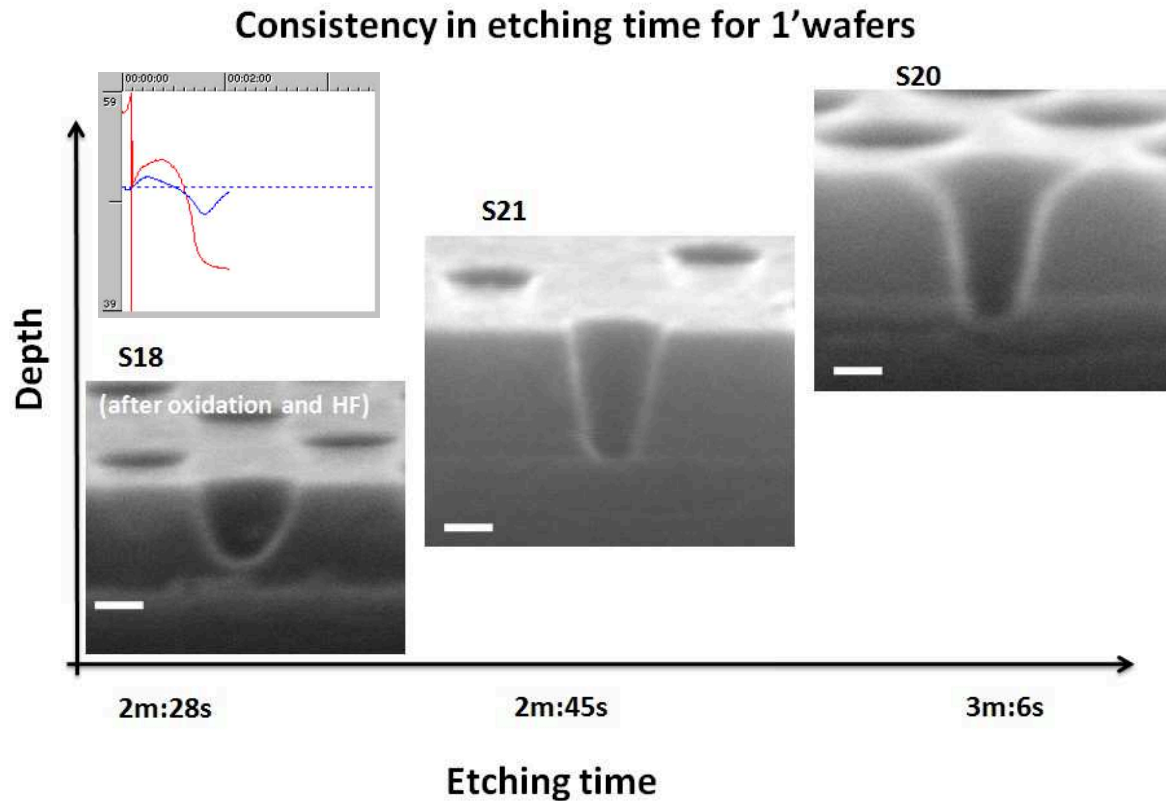 Consistency in etching time for 1'wafers
00:00:00 00:02:00
59
39
S20
S21
S18
(after oxidation and HF)
Depth
2m:28s 2m:45s 3m:6s
Etching time